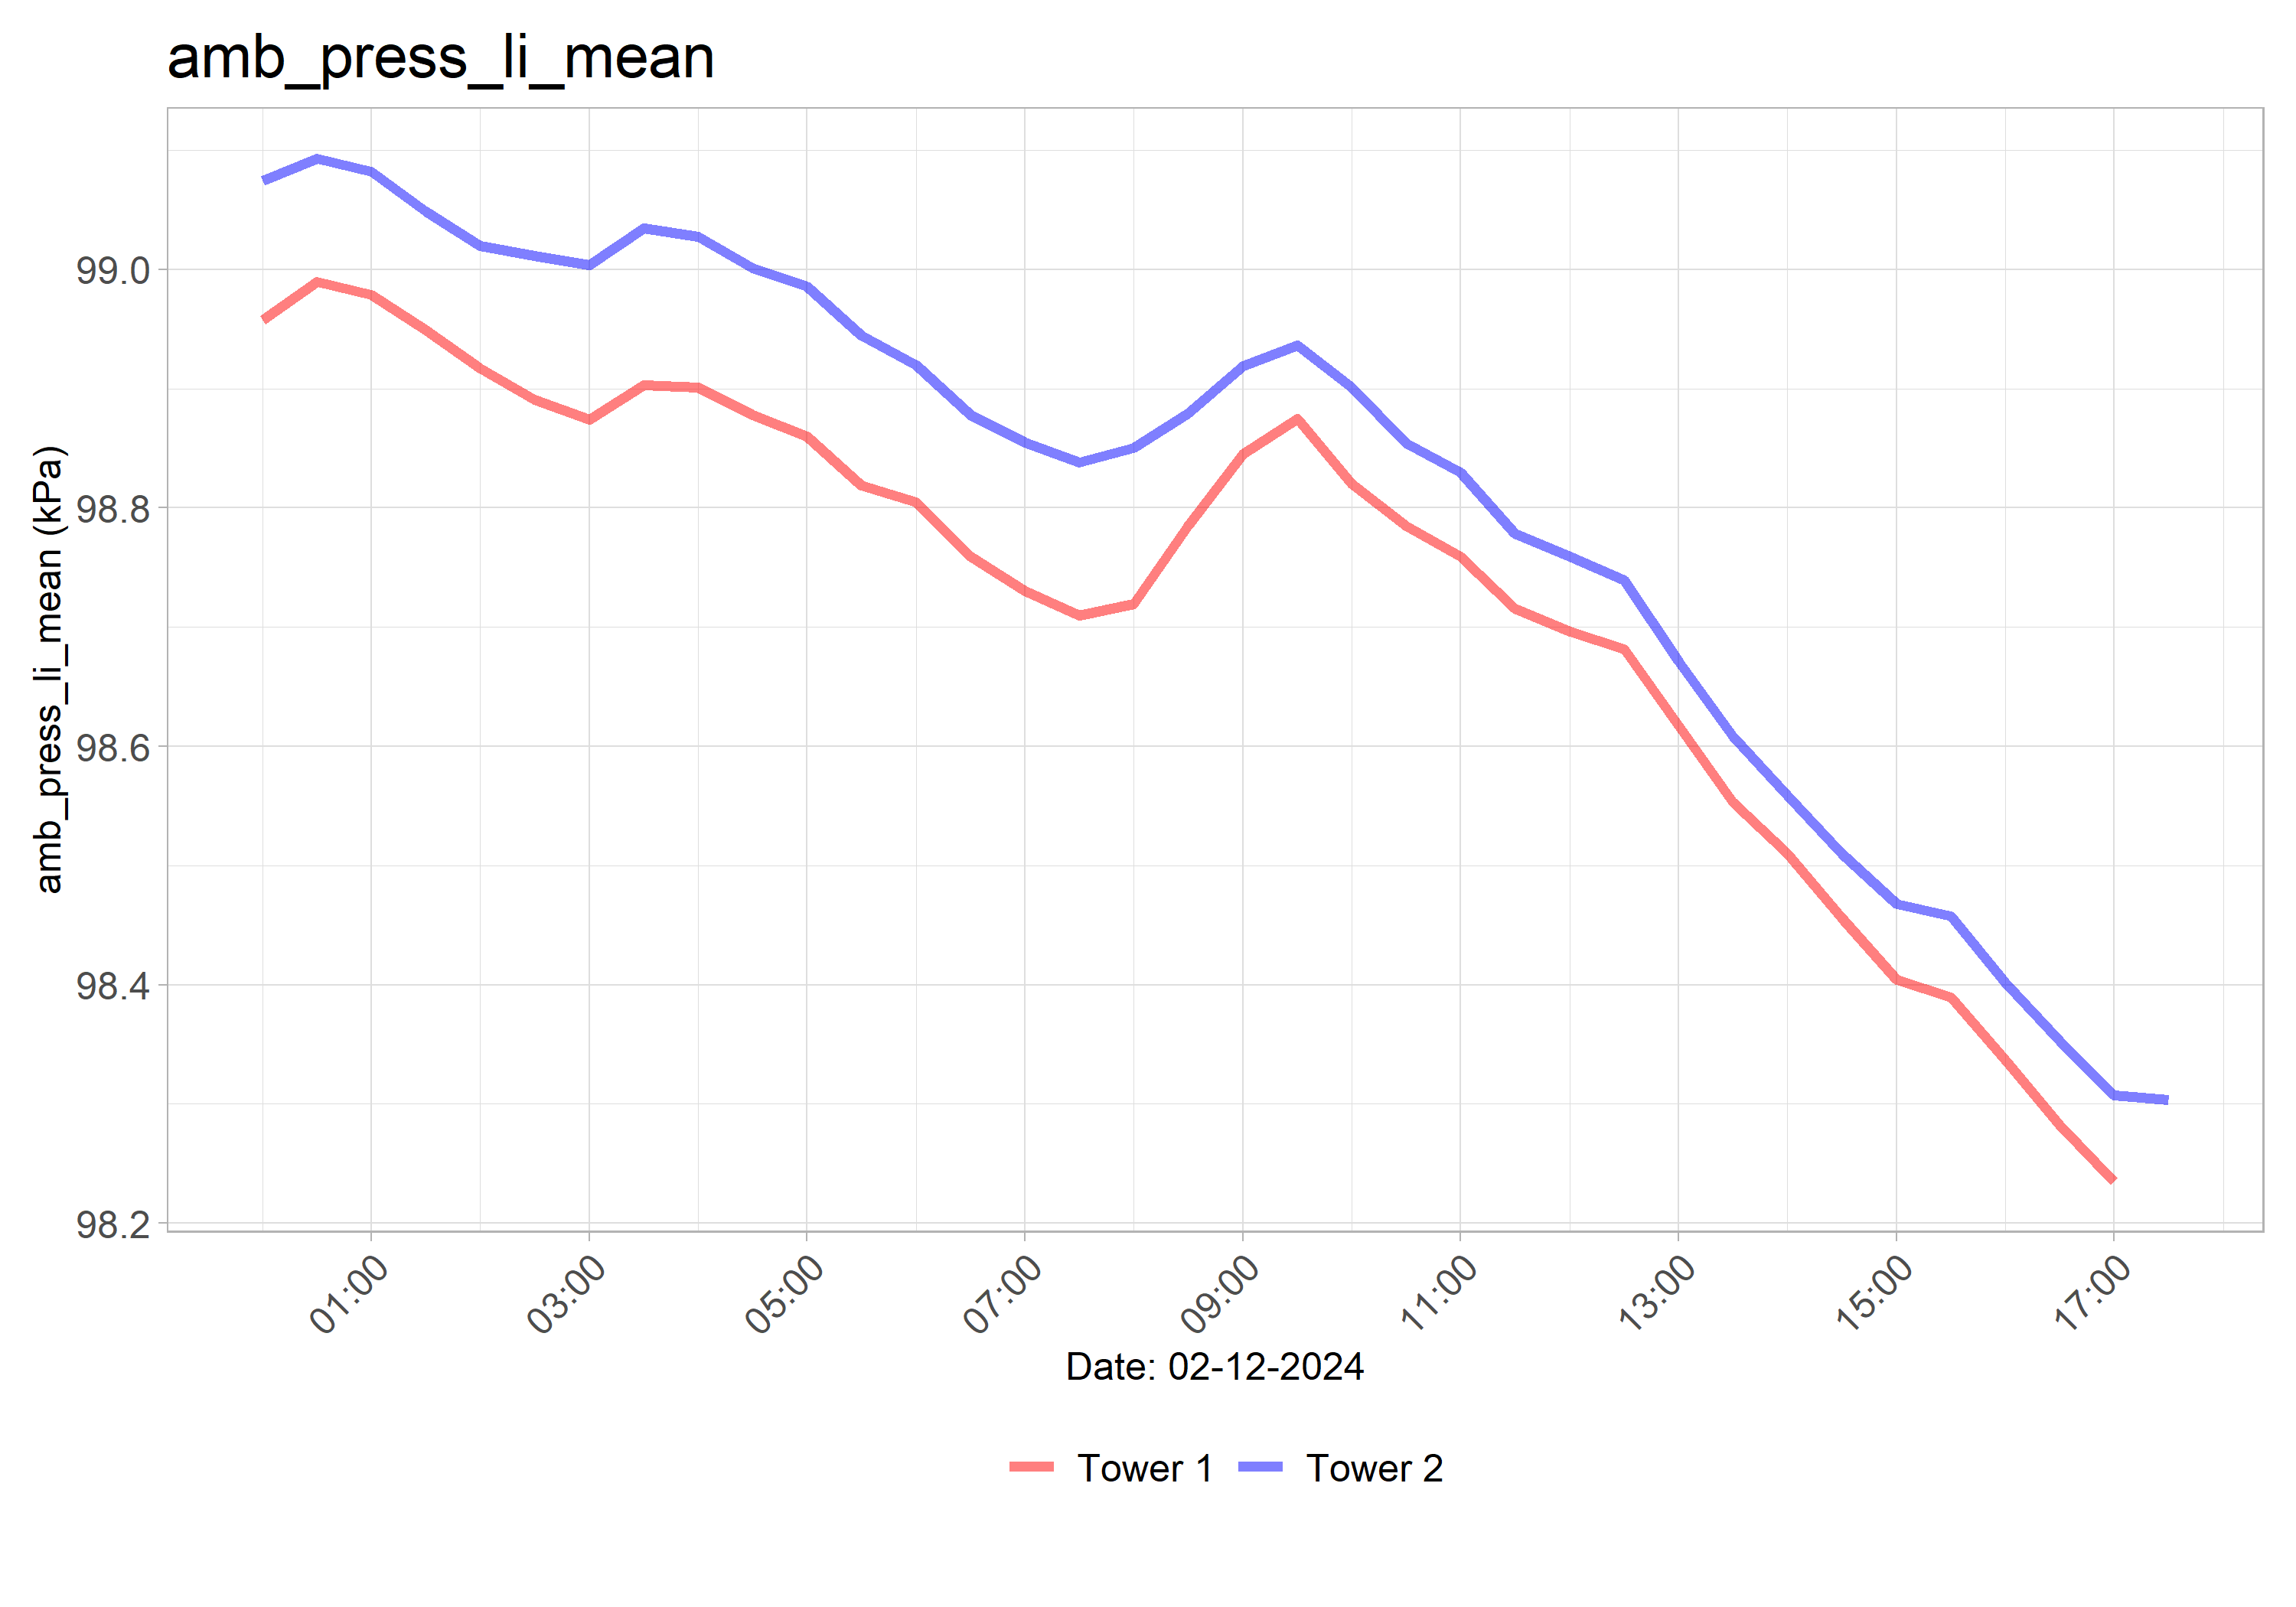 amb_press_li_mean
amb_press_li_mean (kPa)
99.0
98.8
98.6
98.4
98.2
01:00 03:00 05:00 07:00 09:00 11:00 13:00 15:00 17:00
Date: 02-12-2024
Tower 1 Tower 2